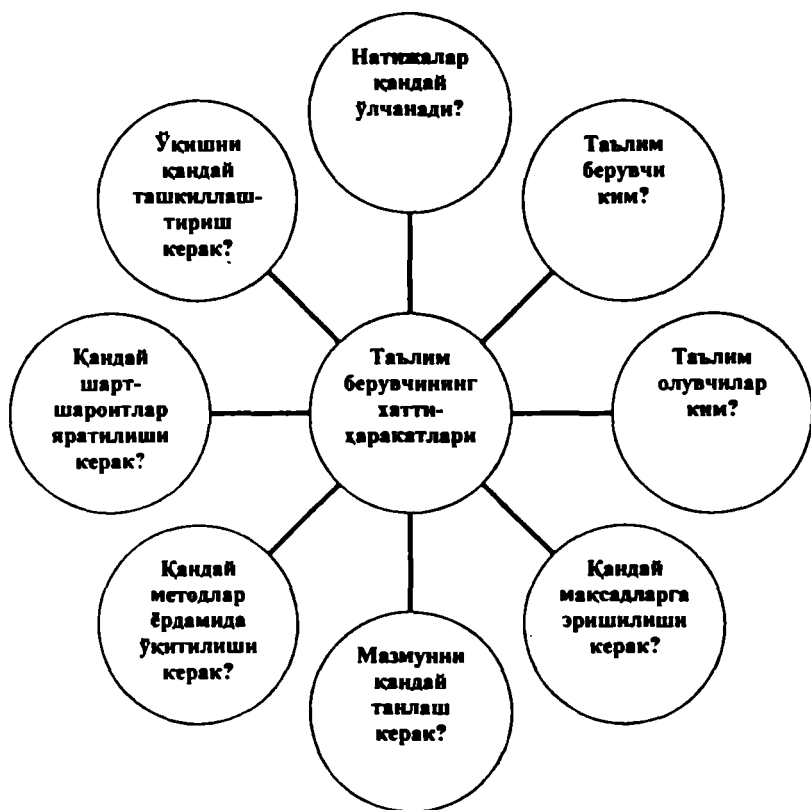 Натижалар
қандай
ўлчанади?
Таълим
берувчи
ким?
Таълим
олувчилар
ким?
Қандай
мақсадларга
эришилиши
керак?
Мазмунни
қандай
танлаш
керак?
Қандай
методлар
ёрдамида
ўқитилиши
керак?
Қандай
шарт-
шароитлар
яратилиши
керак?
Ўқишни
қандай
ташкиллаш-
тириш
керак?
Таълим
берувчининг
хатти-
ҳаракатлари